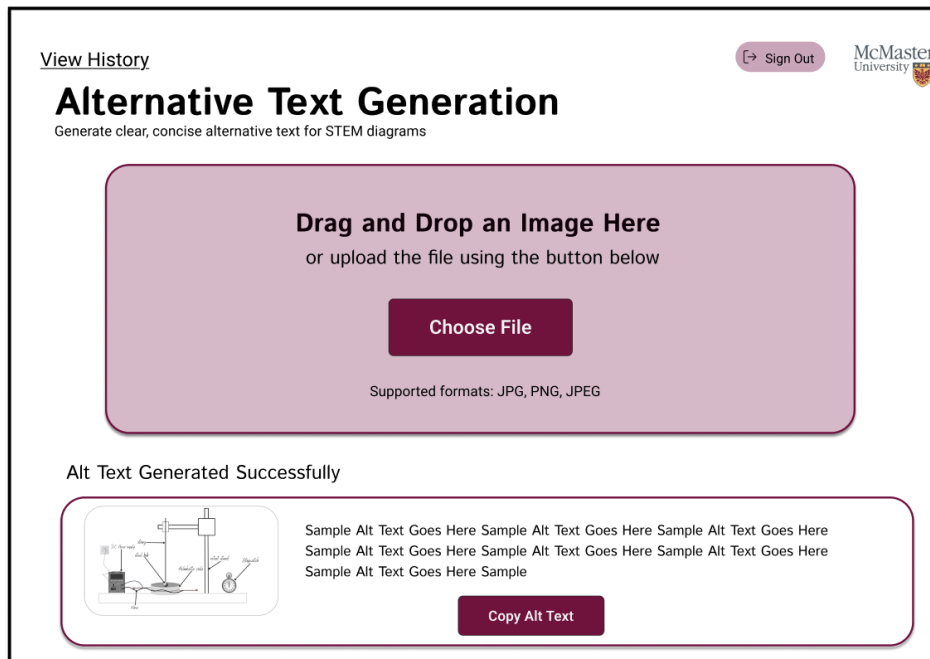 View History
Sign Out
McMaster
University
Alternative Text Generation
Generate clear, concise alternative text for STEM diagrams
Drag and Drop an Image Here
or upload the file using the button below
Choose File
Supported formats: JPG, PNG, JPEG
Alt Text Generated Successfully
Sample Alt Text Goes Here Sample Alt Text Goes Here Sample Alt Text Goes Here
Sample Alt Text Goes Here Sample Alt Text Goes Here Sample Alt Text Goes Here
Sample Alt Text Goes Here Sample
Copy Alt Text